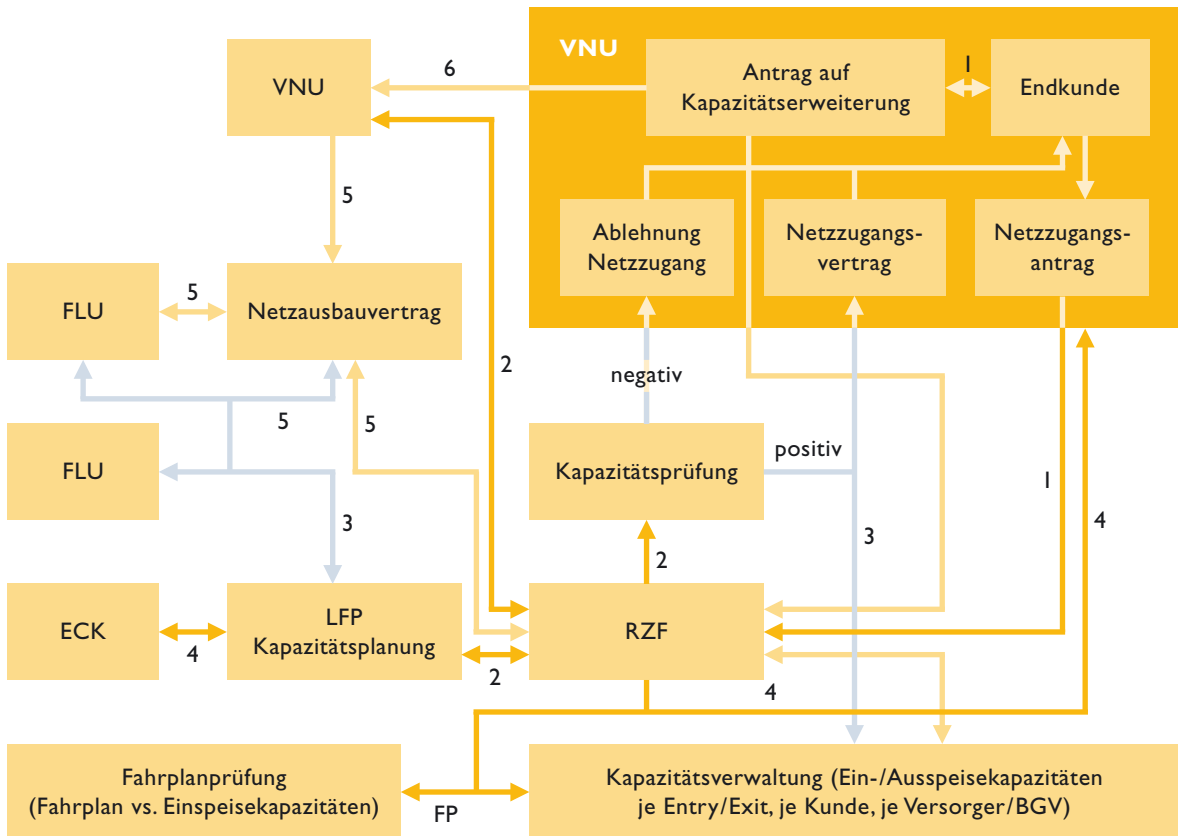 VNU
6
VNU
Antrag auf
Kapazitätserweiterung
1
Endkunde
5
Ablehnung
Netzzugang
Netzzugangs-
vertrag
Netzzugangs-
antrag
FLU
5
Netzausbauvertrag
2
negativ
5
5
FLU
Kapazitätsprüfung
positiv
1
4
3
3
2
ECK
4
LFP
Kapazitätsplanung
2
RZF
4
Fahrplanprüfung
(Fahrplan vs. Einspeisekapazitäten)
FP
Kapazitätsverwaltung (Ein-/Ausspeisekapazitäten
je Entry/Exit, je Kunde, je Versorger/BGV)